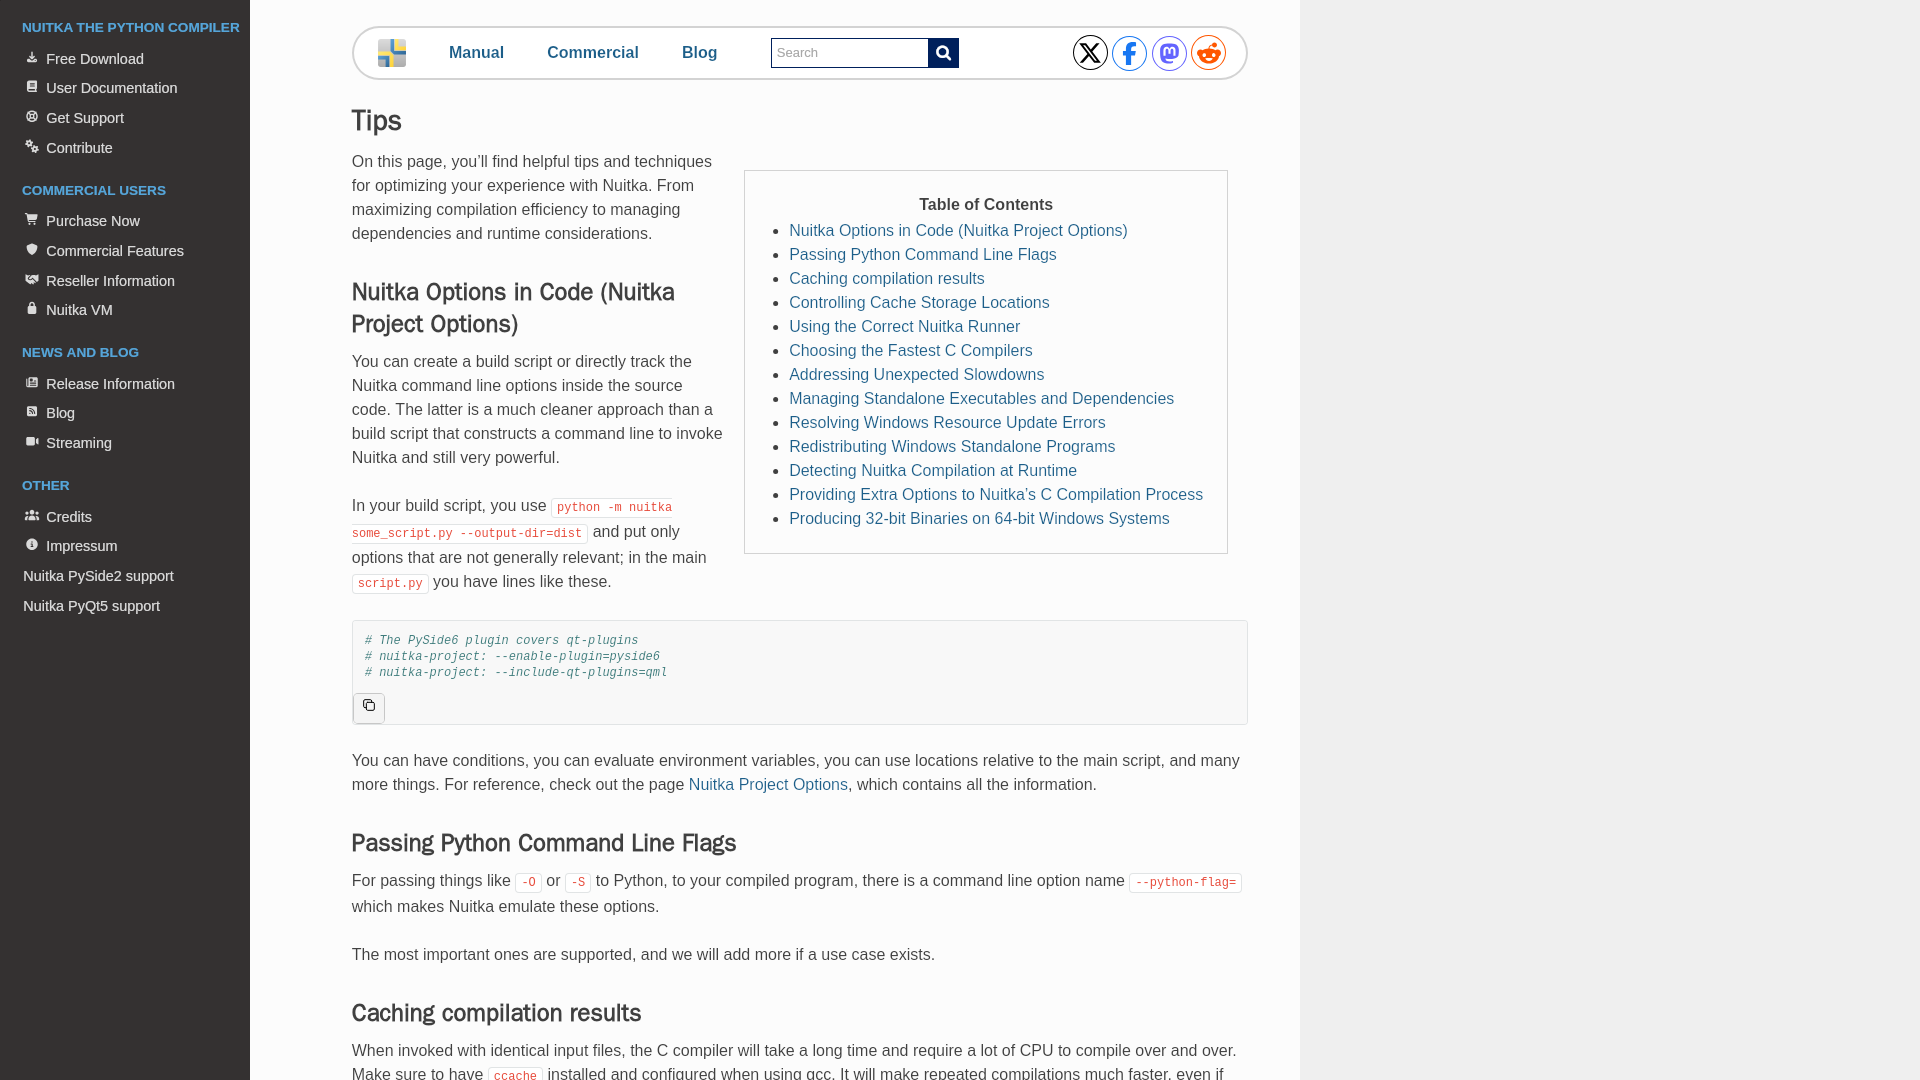 NUITKA THE PYTHON COMPILER
Free Download
User Documentation
Get Support
Contribute
COMMERCIAL USERS
Purchase Now
Commercial Features
Reseller Information
Nuitka VM
NEWS AND BLOG
Release Information
Blog
Streaming
OTHER
Credits
Impressum
Nuitka PySide2 support
Nuitka PyQt5 support
Manual Commercial Blog Search
Tips
On this page, you’ll find helpful tips and techniques
for optimizing your experience with Nuitka. From
maximizing compilation efficiency to managing
dependencies and runtime considerations.
Nuitka Options in Code (Nuitka
Project Options)
You can create a build script or directly track the
Nuitka command line options inside the source
code. The latter is a much cleaner approach than a
build script that constructs a command line to invoke
Nuitka and still very powerful.
In your build script, you use python -m nuitka
some_script.py --output-dir=dist and put only
options that are not generally relevant; in the main
script.py you have lines like these.
Table of Contents
Nuitka Options in Code (Nuitka Project Options)
Passing Python Command Line Flags
Caching compilation results
Controlling Cache Storage Locations
Using the Correct Nuitka Runner
Choosing the Fastest C Compilers
Addressing Unexpected Slowdowns
Managing Standalone Executables and Dependencies
Resolving Windows Resource Update Errors
Redistributing Windows Standalone Programs
Detecting Nuitka Compilation at Runtime
Providing Extra Options to Nuitka’s C Compilation Process
Producing 32-bit Binaries on 64-bit Windows Systems
# The PySide6 plugin covers qt-plugins
# nuitka-project: --enable-plugin=pyside6
# nuitka-project: --include-qt-plugins=qml
You can have conditions, you can evaluate environment variables, you can use locations relative to the main script, and many
more things. For reference, check out the page Nuitka Project Options, which contains all the information.
Passing Python Command Line Flags
For passing things like -O or -S to Python, to your compiled program, there is a command line option name --python-flag=
which makes Nuitka emulate these options.
The most important ones are supported, and we will add more if a use case exists.
Caching compilation results
When invoked with identical input files, the C compiler will take a long time and require a lot of CPU to compile over and over.
Make sure to have ccache installed and configured when using gcc. It will make repeated compilations much faster, even if